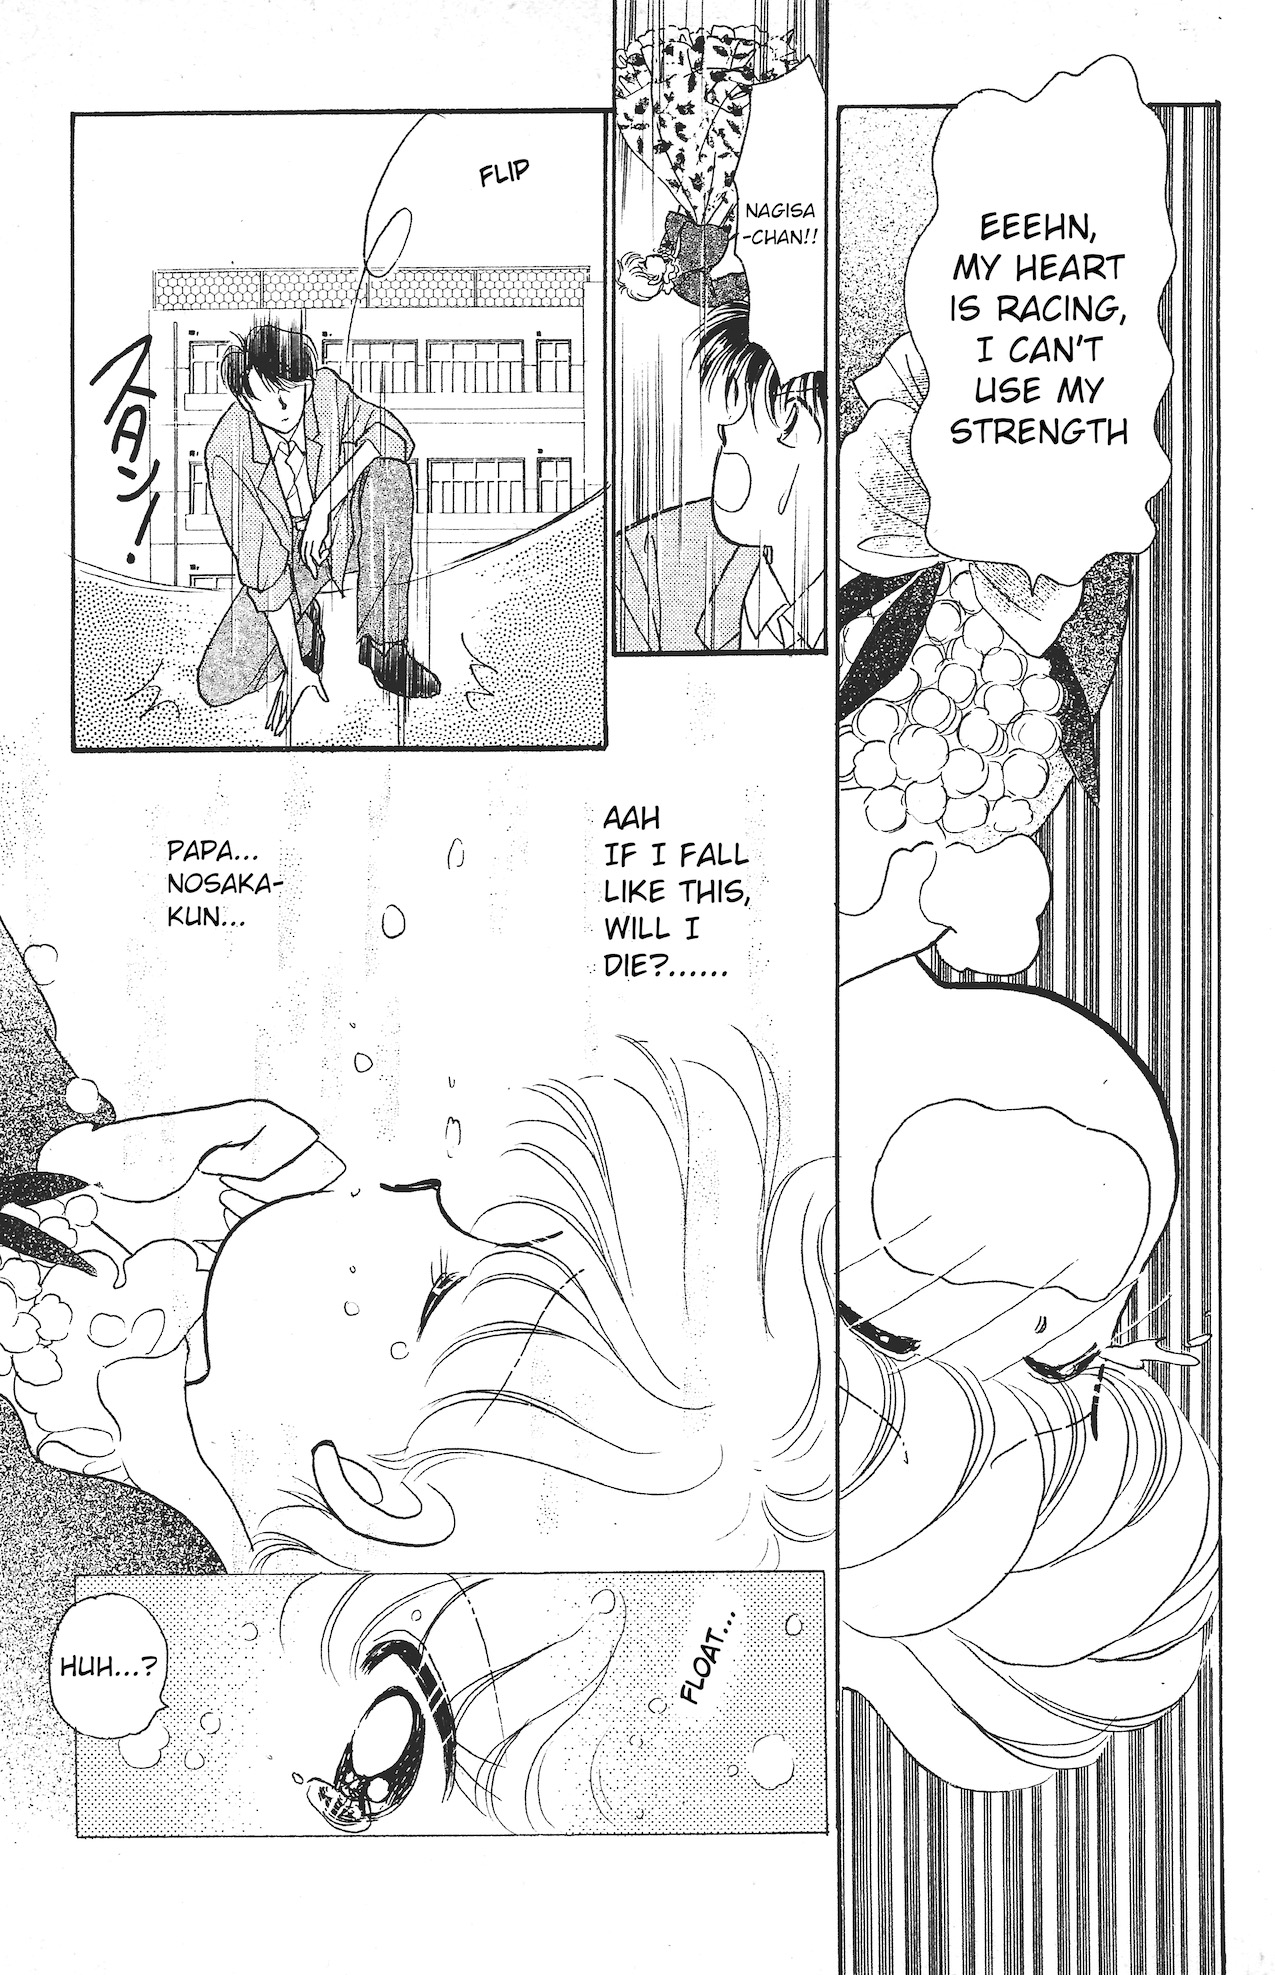 EEEHN,
MY HEART
IS RACING,
I CAN'T
USE MY
STRENGTH
NAGISA
-CHAN!!
FLIP
スタン!
AAH
IF I FALL
LIKE THIS,
WILL I
DIE?......
PAPA...
NOSAKA-
KUN...
FLOAT...
HUH...?